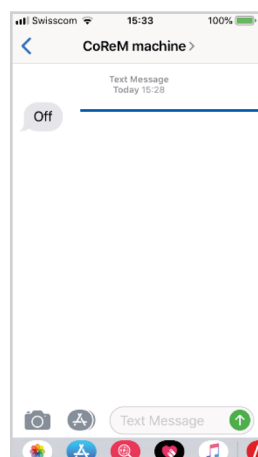 Swisscom 15:33 100%
CoReM machine
Text Message
Today 15:28
Off
Text Message